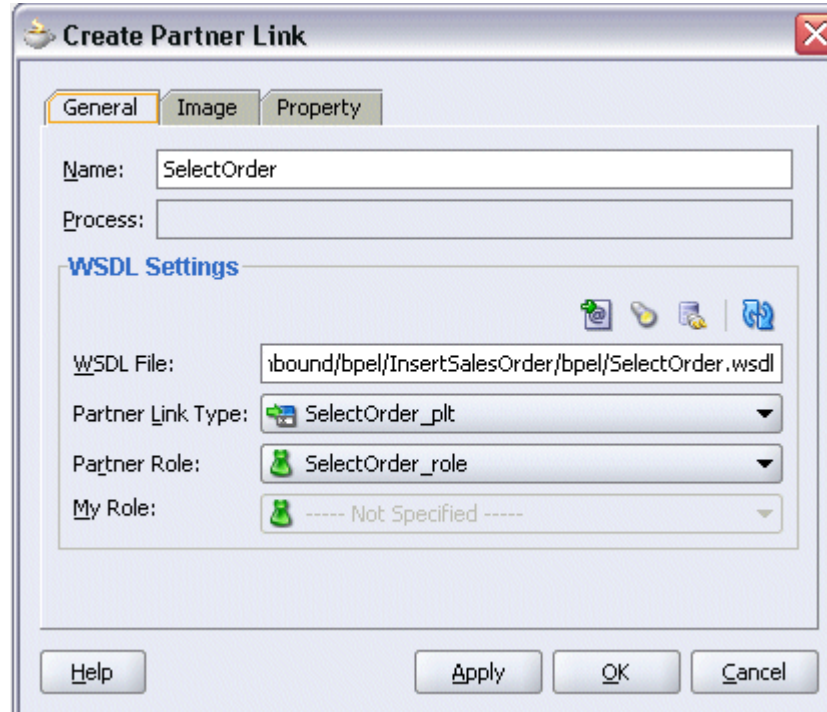 Create Partner Link
General Image Property
Name: SelectOrder
Process:
WSDL Settings
WSDL File: bound/bpel/InsertSalesOrder/bpel/SelectOrder.wsdl
Partner Link Type: SelectOrder_plt
Partner Role: SelectOrder_role
My Role: ----- Not Specified -----
Help Apply OK Cancel